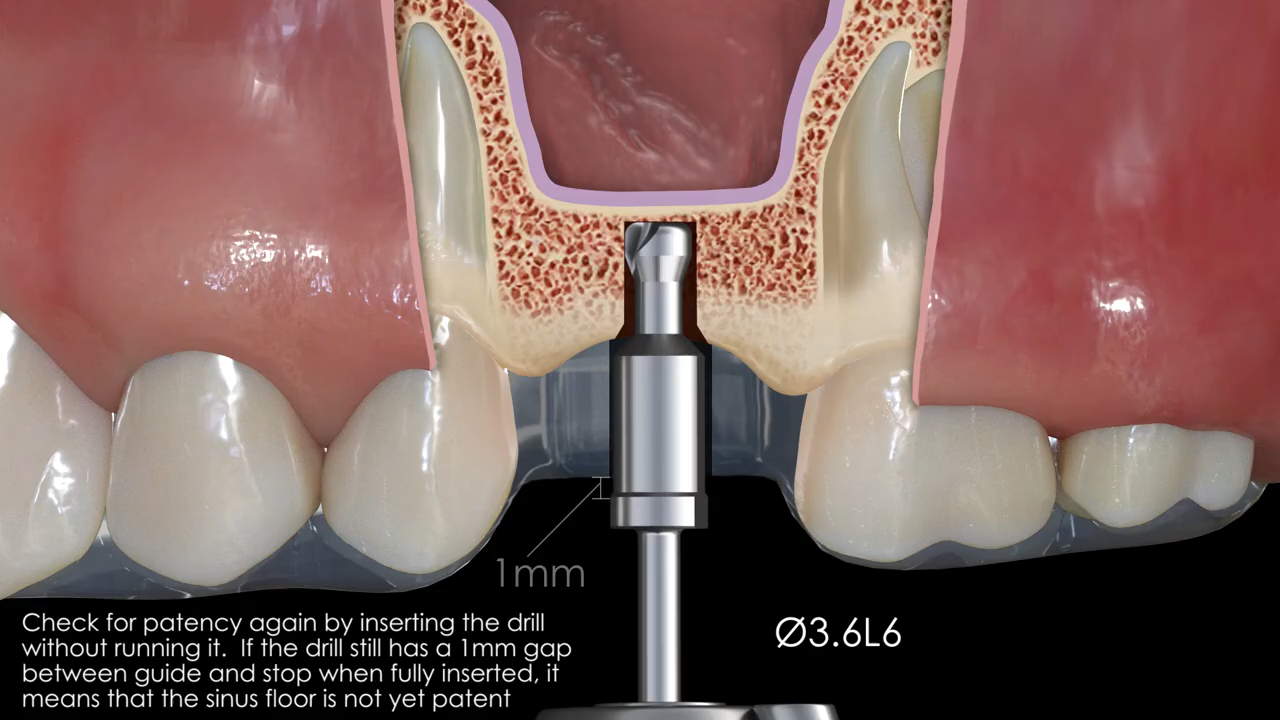 1mm
Check for patency again by inserting the drill
without running it.  If the drill still has a 1mm gap
between guide and stop when fully inserted, it
means that the sinus floor is not yet patent
Ø3.6L6